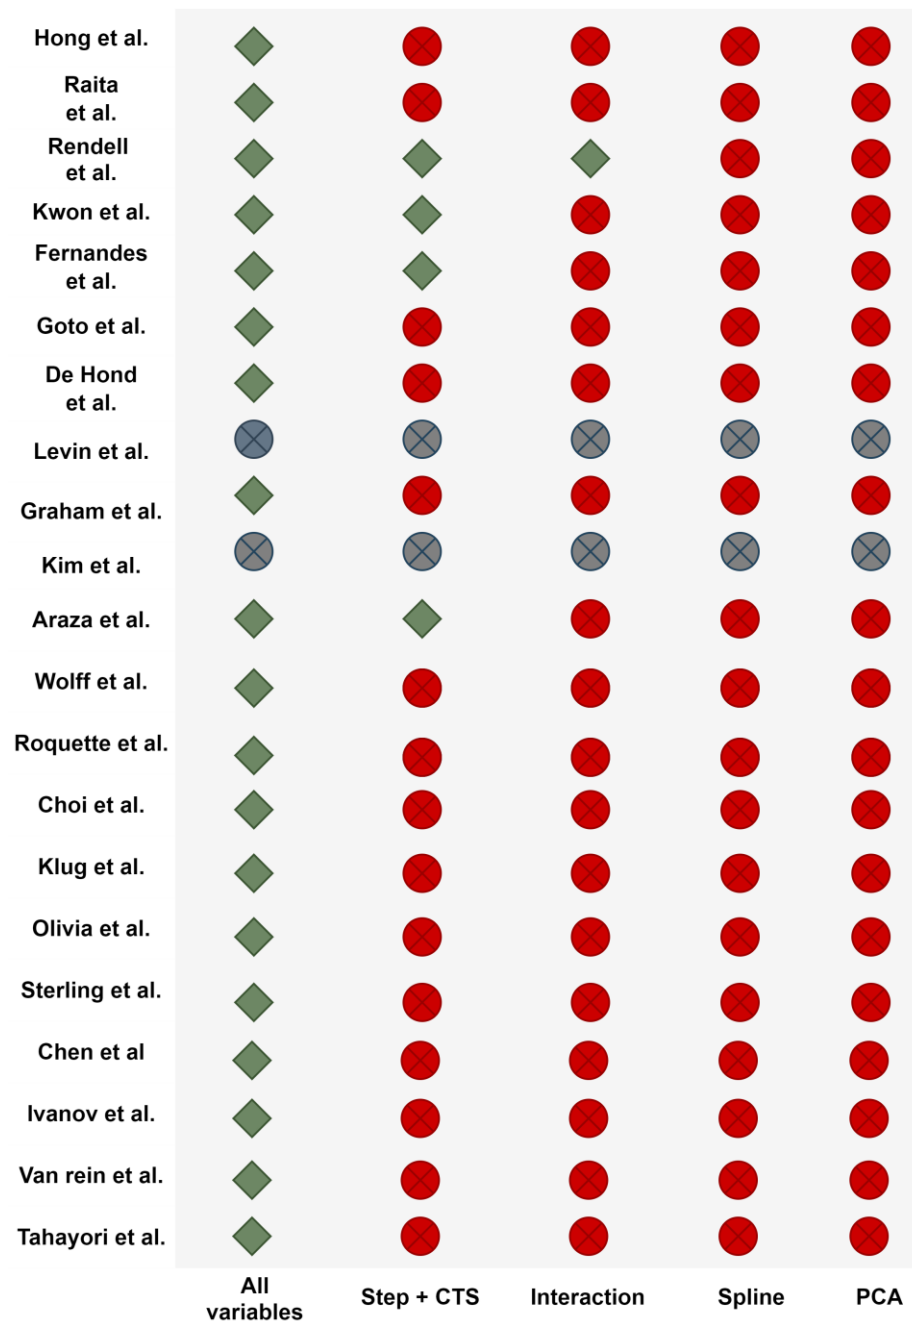 Hong et al.
Raita
et al.
Rendell
et al.
Kwon et al.
Fernandes
et al.
Goto et al.
De Hond
et al.
Levin et al.
Graham et al.
Kim et al.
Araza et al.
Wolff et al.
Roquette et al.
Choi et al.
Klug et al.
Olivia et al.
Sterling et al.
Chen et al
Ivanov et al.
Van rein et al.
Tahayori et al.
All
variables
Step + CTS
Interaction
Spline
PCA